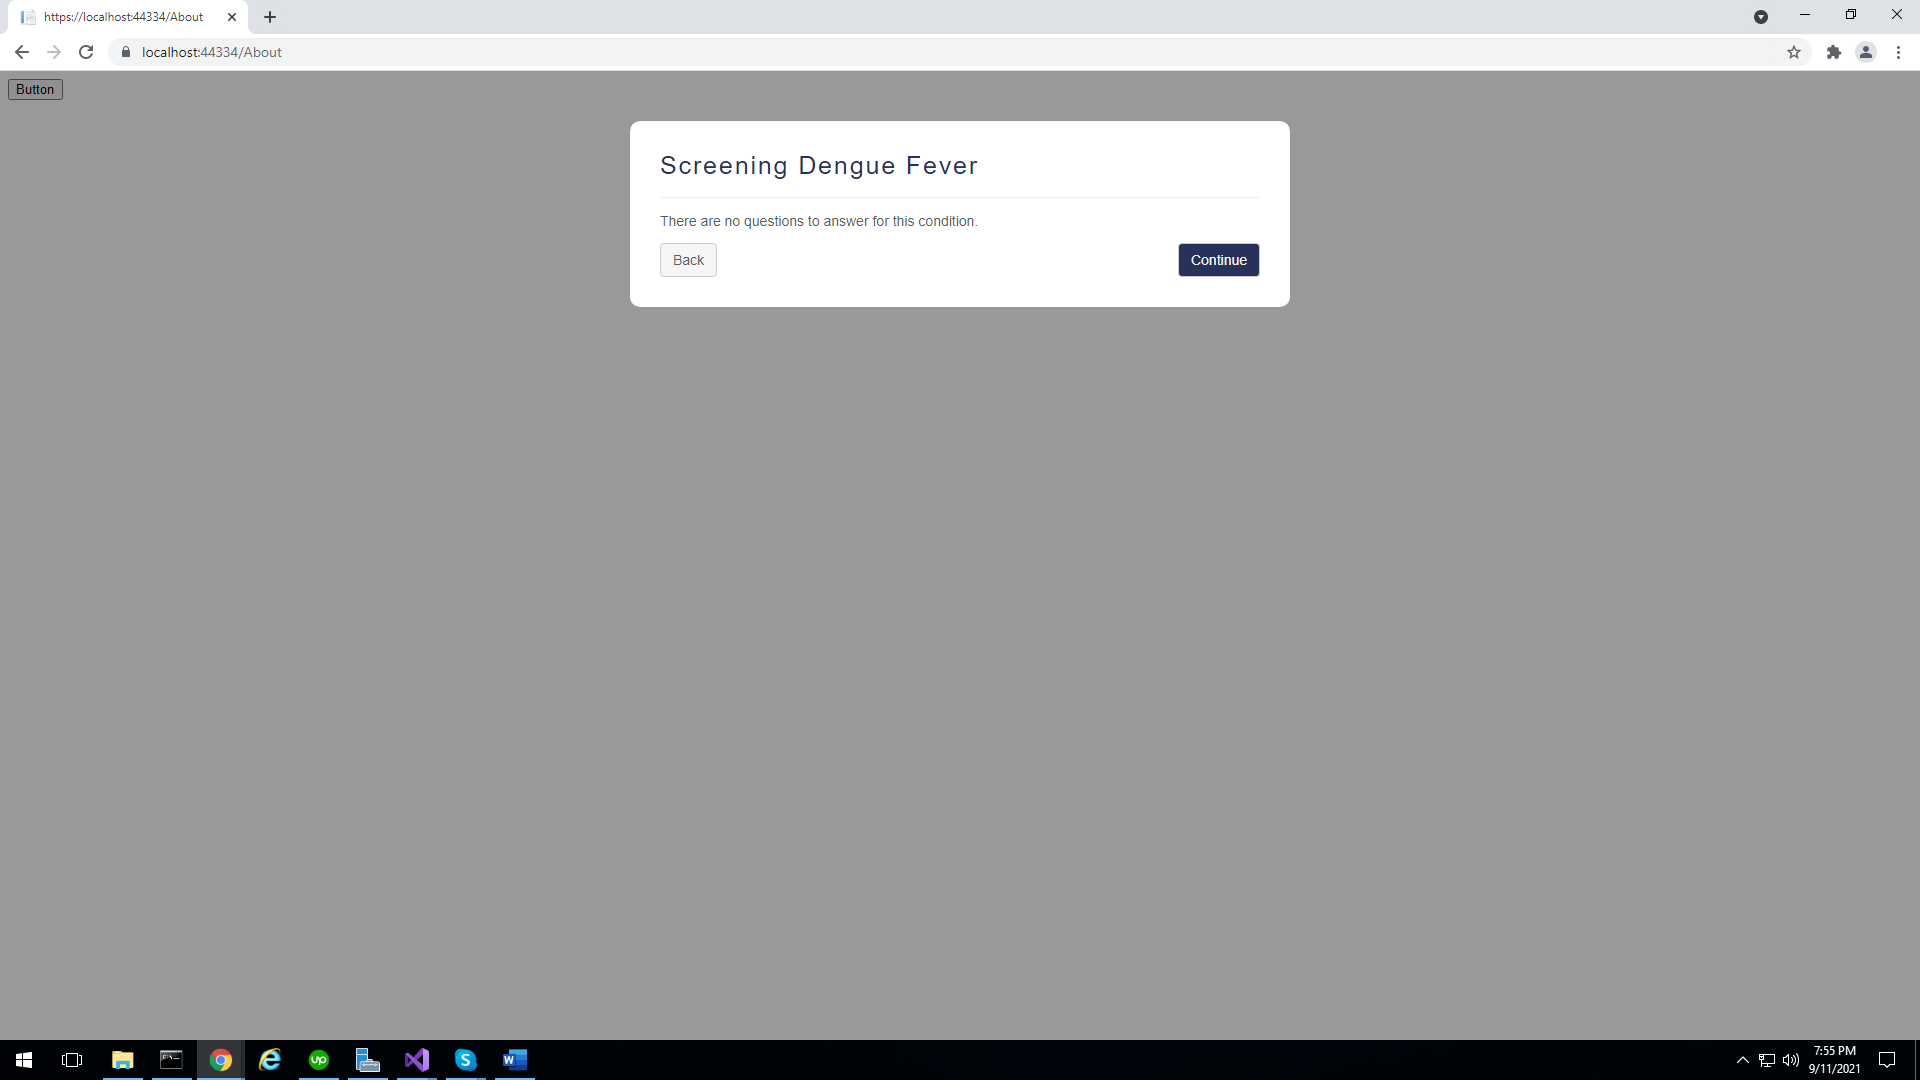 https://localhost:44334/About
localhost:44334/About
Button
Screening Dengue Fever
There are no questions to answer for this condition.
Back
Continue
up
S
W
7:55 PM
9/11/2021